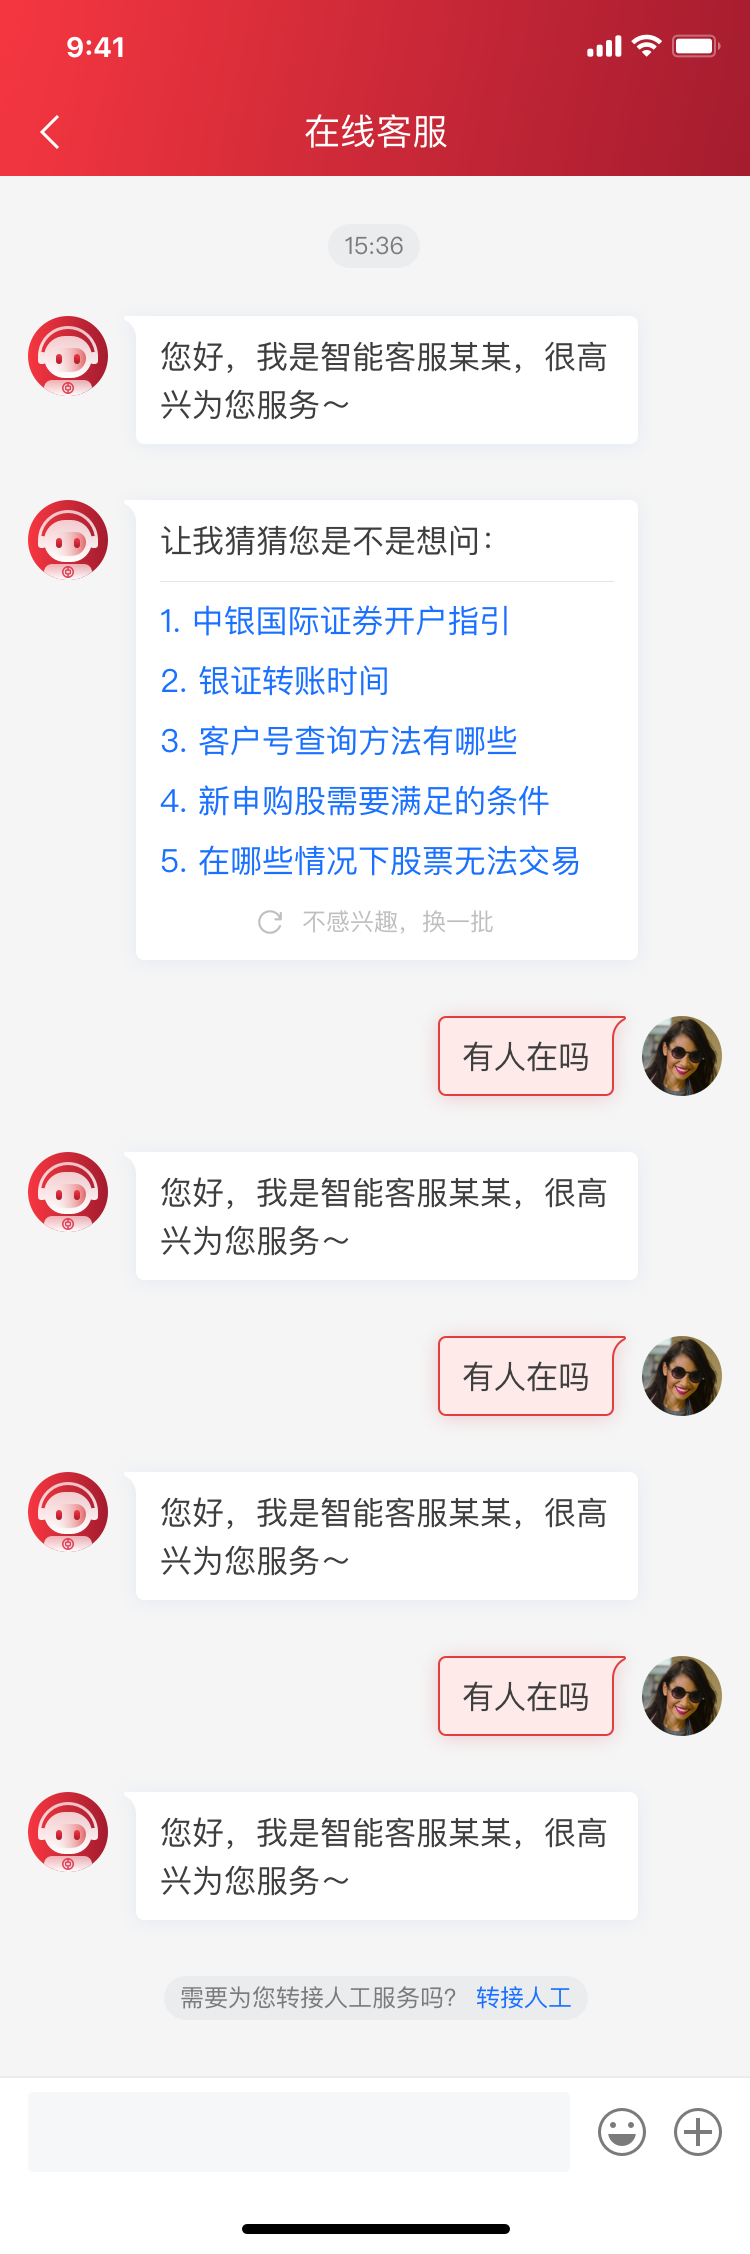 9:41
在线客服
15:36
您好，我是智能客服某某，很高
兴为您服务～
让我猜猜您是不是想问：
1. 中银国际证券开户指引
2. 银证转账时间
3. 客户号查询方法有哪些
4. 新申购股需要满足的条件
5. 在哪些情况下股票无法交易
不感兴趣，换一批
有人在吗
您好，我是智能客服某某，很高
兴为您服务～
有人在吗
您好，我是智能客服某某，很高
兴为您服务～
有人在吗
您好，我是智能客服某某，很高
兴为您服务～
需要为您转接人工服务吗？ 转接人工